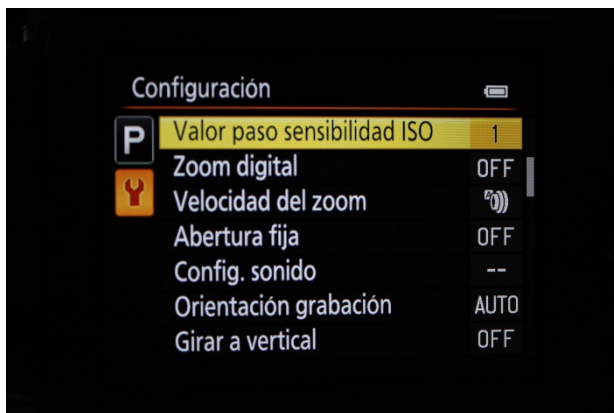 Configuración
P
Valor paso sensibilidad ISO 1
Zoom digital OFF
Velocidad del zoom
Abertura fija OFF
Config. sonido --
Orientación grabación AUTO
Girar a vertical OFF